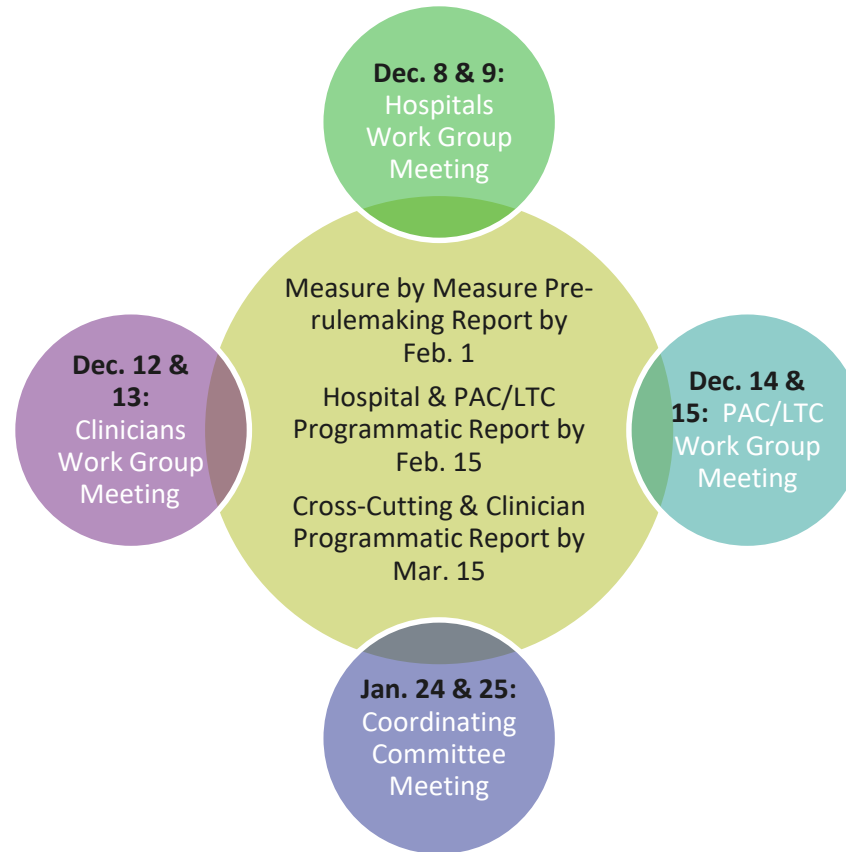 Dec. 8 & 9:
Hospitals
Work Group
Meeting
Measure by Measure Pre-
rulemaking Report by
Feb. 1
Hospital & PAC/LTC
Programmatic Report by
Feb. 15
Cross-Cutting & Clinician
Programmatic Report by
Mar. 15
Dec. 12 &
13:
Clinicians
Work Group
Meeting
Dec. 14 &
15: PAC/LTC
Work Group
Meeting
Jan. 24 & 25:
Coordinating
Committee
Meeting